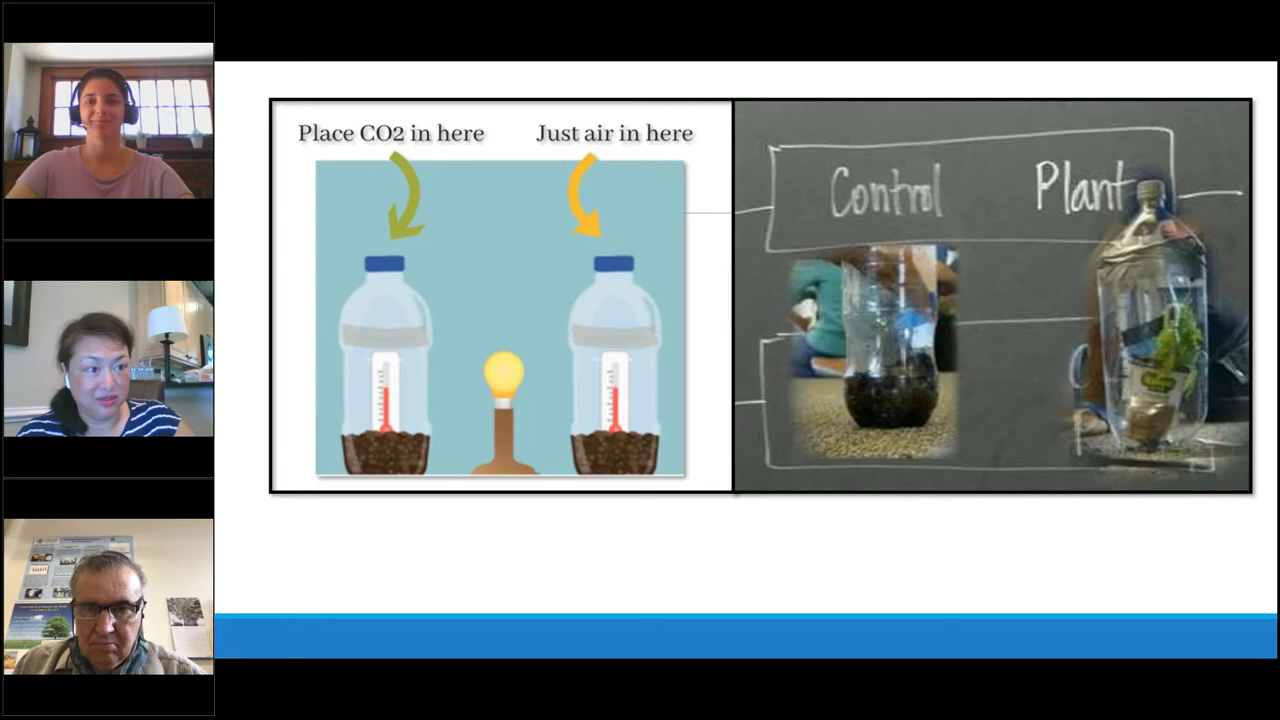 Place CO2 in here
Just air in here
Control
Plant